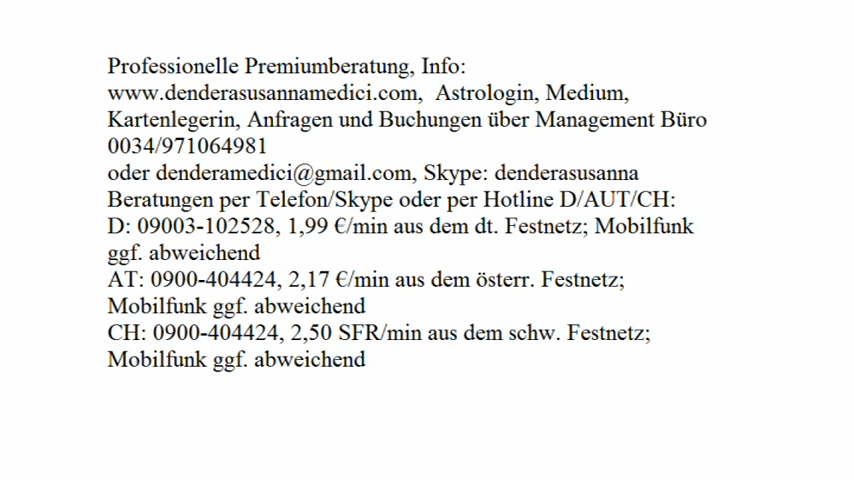 Professionelle Premiumberatung, Info:
www.denderasusannamedici.com,  Astrologin, Medium,
Kartenlegerin, Anfragen und Buchungen über Management Büro
0034/971064981
oder denderamedici@gmail.com, Skype: denderasusanna
Beratungen per Telefon/Skype oder per Hotline D/AUT/CH:
D: 09003-102528, 1,99 €/min aus dem dt. Festnetz; Mobilfunk
ggf. abweichend
AT: 0900-404424, 2,17 €/min aus dem österr. Festnetz;
Mobilfunk ggf. abweichend
CH: 0900-404424, 2,50 SFR/min aus dem schw. Festnetz;
Mobilfunk ggf. abweichend